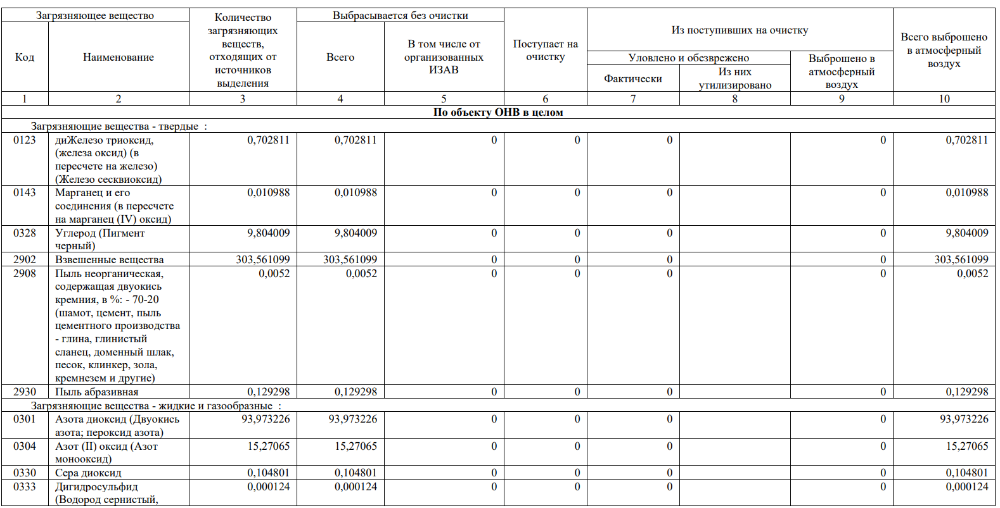 Загрязняющее вещество
Количество загрязняющих веществ, отходящих от источников выделения
Выбрасывается без очистки
Поступает на очистку
Из поступивших на очистку
Всего выброшено в атмосферный воздух
Код
Наименование
Всего
В том числе от организованных ИЗАВ
Уловлено и обезврежено
Выброшено в атмосферный воздух
Фактически
Из них утилизировано
1 2 3 4 5 6 7 8 9 10
По объекту ОНВ в целом
Загрязняющие вещества - твердые :
0123 диЖелезо триоксид, 0,702811 0,702811 0 0 0 0 0,702811
(железа оксид) (в
пересчете на железо)
(Железо сесквиоксид)
0143 Марганец и его 0,010988 0,010988 0 0 0 0 0,010988
соединения (в пересчете
на марганец (IV) оксид)
0328 Углерод (Пигмент 9,804009 9,804009 0 0 0 0 9,804009
черный)
2902 Взвешенные вещества 303,561099 303,561099 0 0 0 0 303,561099
2908 Пыль неорганическая, 0,0052 0,0052 0 0 0 0 0,0052
содержащая двуокись
кремния, в %: - 70-20
(шамот, цемент, пыль
цементного производства
- глина, глинистый
сланец, доменный шлак,
песок, клинкер, зола,
кремнезем и другие)
2930 Пыль абразивная 0,129298 0,129298 0 0 0 0 0,129298
Загрязняющие вещества - жидкие и газообразные :
0301 Азота диоксид (Двуокись 93,973226 93,973226 0 0 0 0 93,973226
азота; пероксид азота)
0304 Азот (II) оксид (Азот 15,27065 15,27065 0 0 0 0 15,27065
монооксид)
0330 Сера диоксид 0,104801 0,104801 0 0 0 0 0,104801
0333 Дигидросульфид 0,000124 0,000124 0 0 0 0 0,000124
(Водород сернистый,